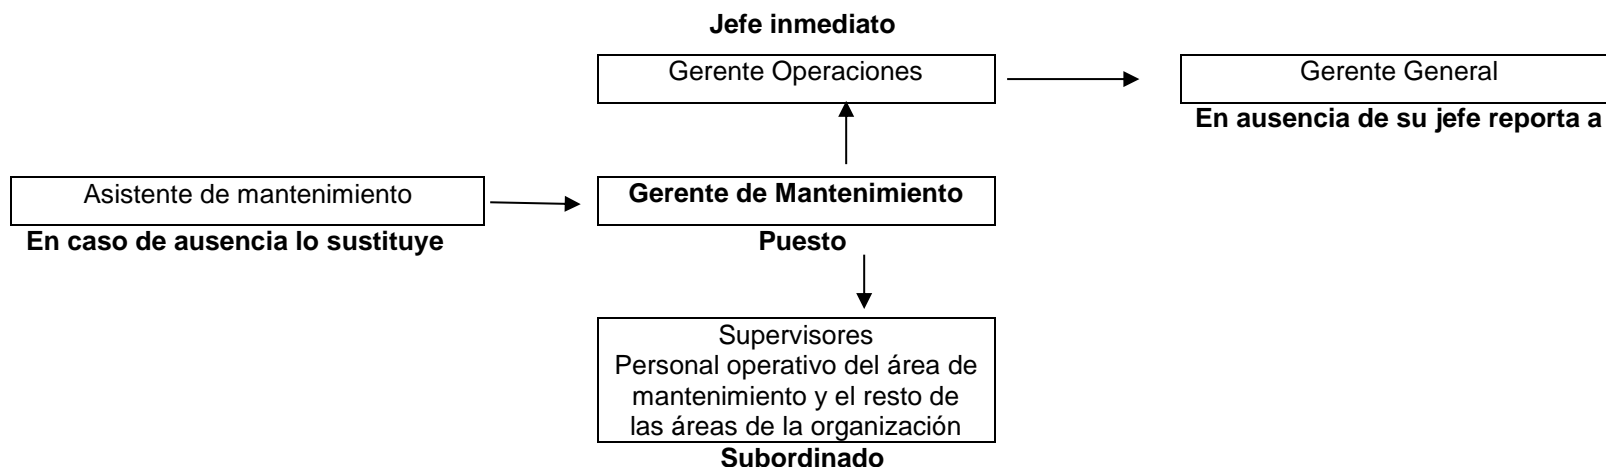 Jefe inmediato
Gerente Operaciones
Gerente General
En ausencia de su jefe reporta a
Asistente de mantenimiento
Gerente de Mantenimiento
En caso de ausencia lo sustituye
Puesto
Supervisores
Personal operativo del área de
mantenimiento y el resto de
las áreas de la organización
Subordinado